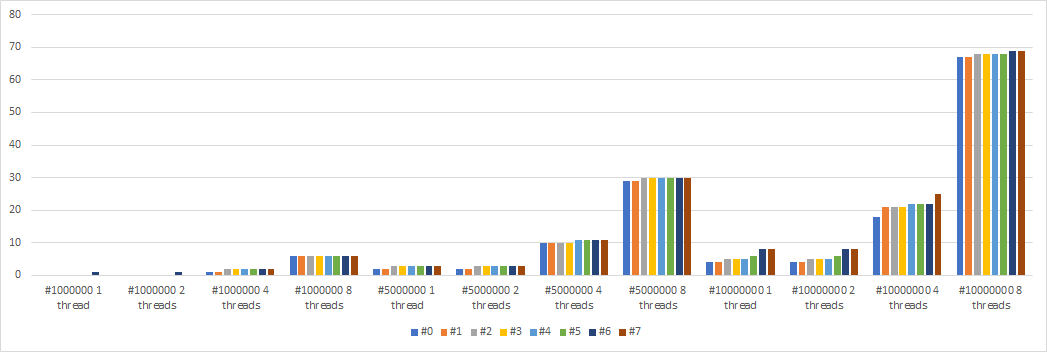 80
70
60
50
40
30
20
10
0
#1000000 1 thread
#1000000 2 threads
#1000000 4 threads
#1000000 8 threads
#5000000 1 thread
#5000000 2 threads
#5000000 4 threads
#5000000 8 threads
#10000000 1 thread
#10000000 2 threads
#10000000 4 threads
#10000000 8 threads
#0 #1 #2 #3 #4 #5 #6 #7